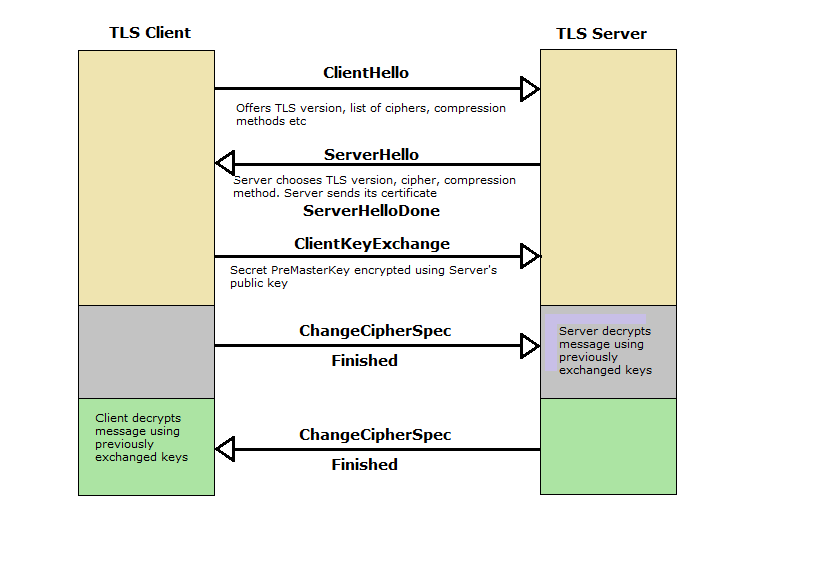 TLS Client
TLS Server
ClientHello
Offers TLS version, list of ciphers, compression
methods etc
ServerHello
Server chooses TLS version, cipher, compression
method. Server sends its certificate
ServerHelloDone
ClientKeyExchange
Secret PreMasterKey encrypted using Server's
public key
ChangeCipherSpec
Finished
Server decrypts
message using
previously
exchanged keys
Client decrypts
message using
previously
exchanged keys
ChangeCipherSpec
Finished